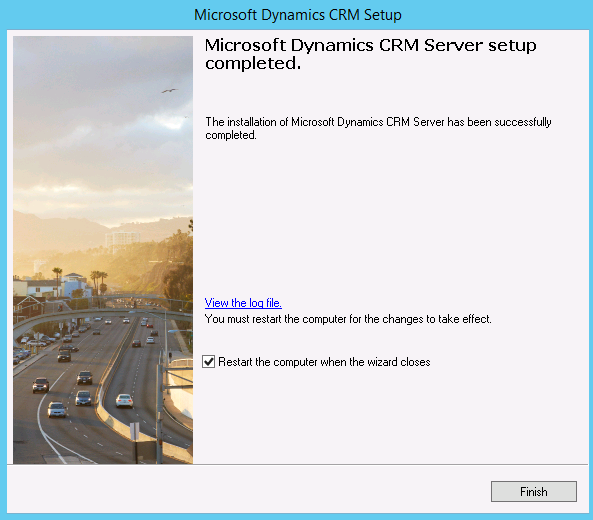 Microsoft Dynamics CRM Setup
Microsoft Dynamics CRM Server setup
completed.
The installation of Microsoft Dynamics CRM Server has been successfully
completed.
View the log file.
You must restart the computer for the changes to take effect.
Restart the computer when the wizard closes
Finish